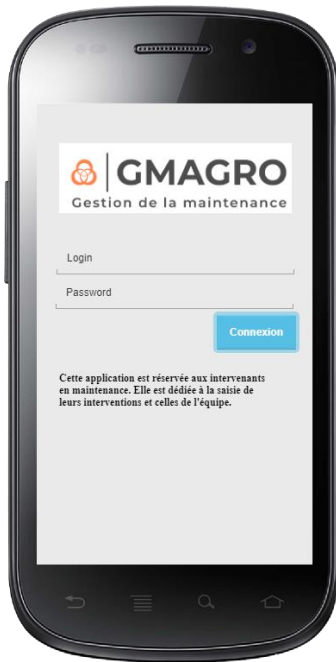 GMAGRO
Gestion de la maintenance
Login
Password
Connexion
Cette application est réservée aux intervenants
en maintenance. Elle est dédiée à la saisie de
leurs interventions et celles de l'équipe.